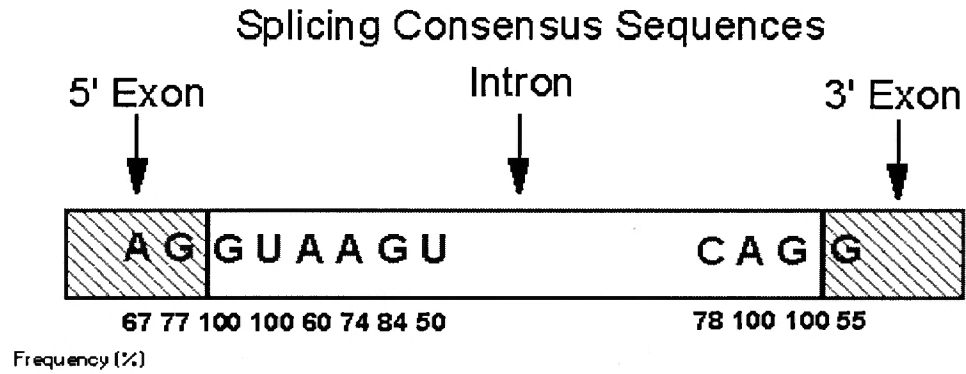 Splicing Consensus Sequences
5' Exon
Intron
3' Exon
A G G U A A G U C A G G
67 77 100 100 60 74 84 50 78 100 100 55
Frequency (%)